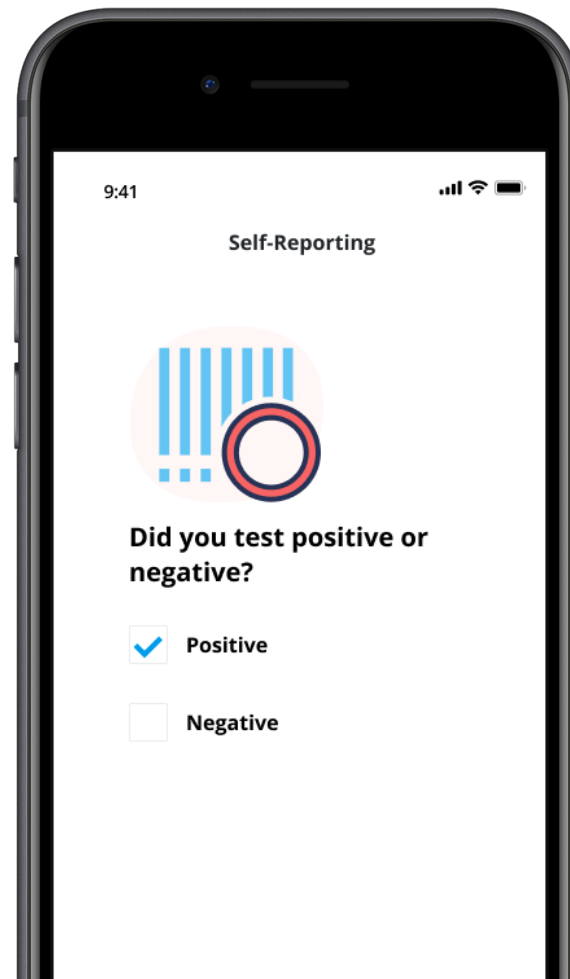 9:41
Self-Reporting
Did you test positive or
negative?
Positive
Negative